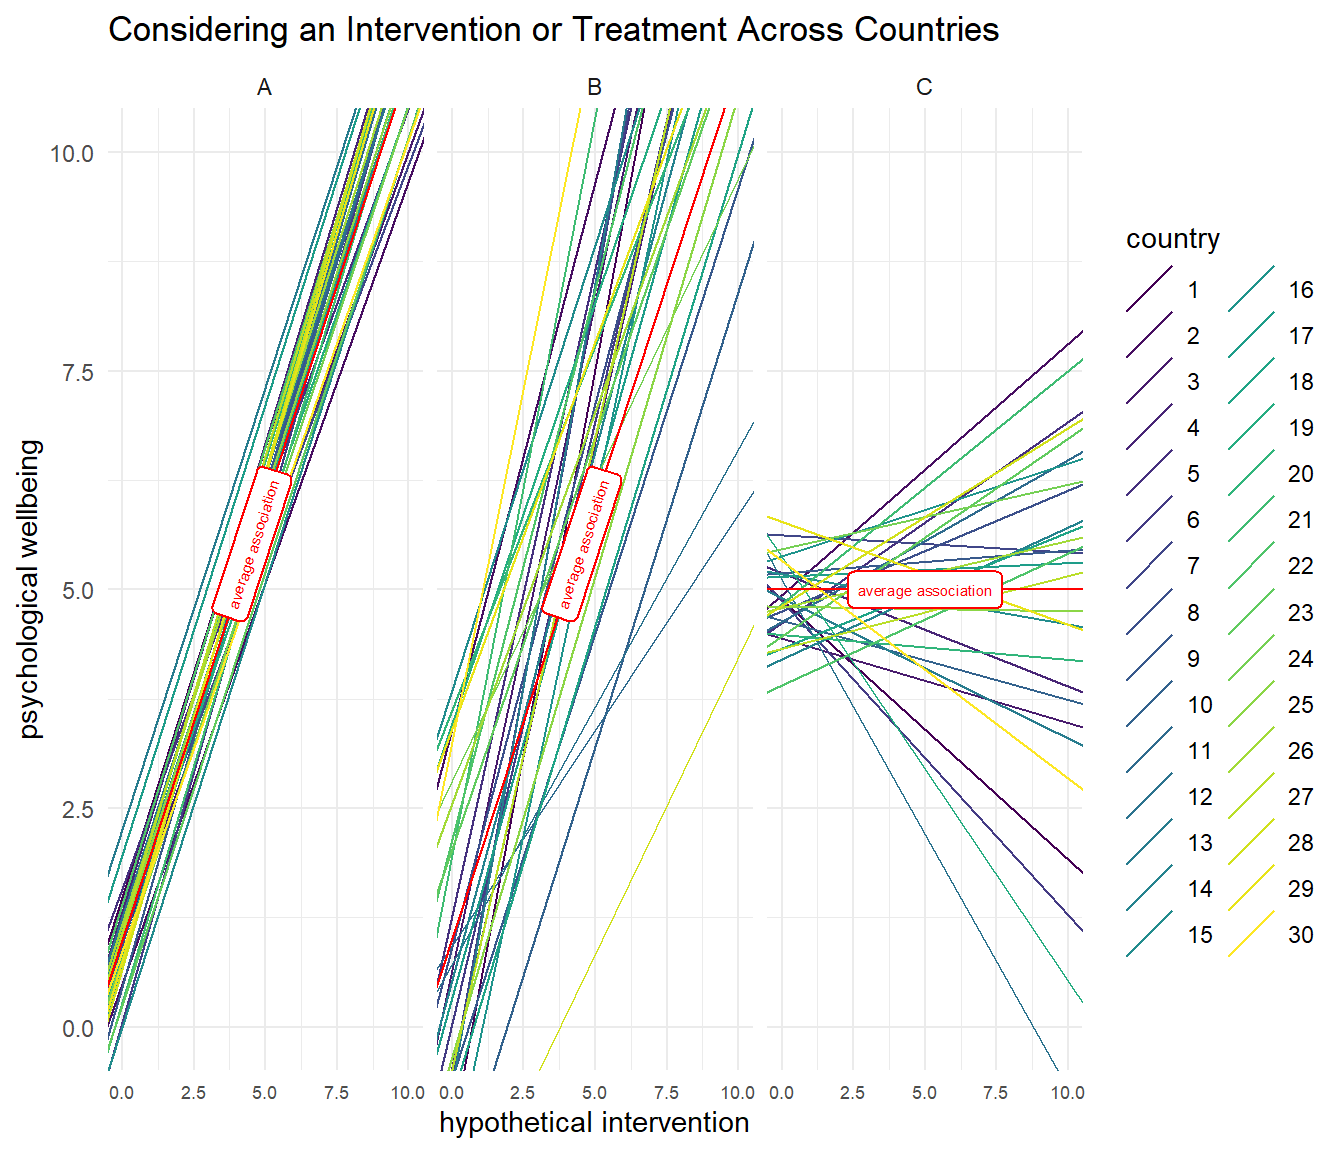 Considering an Intervention or Treatment Across Countries
A B C
psychological wellbeing
10.0
7.5
5.0
2.5
0.0
average association
average association
average association
0.0 2.5 5.0 7.5 10.0 0.0 2.5 5.0 7.5 10.0 0.0 2.5 5.0 7.5 10.0
hypothetical intervention
country
1 16
2 17
3 18
4 19
5 20
6 21
7 22
8 23
9 24
10 25
11 26
12 27
13 28
14 29
15 30